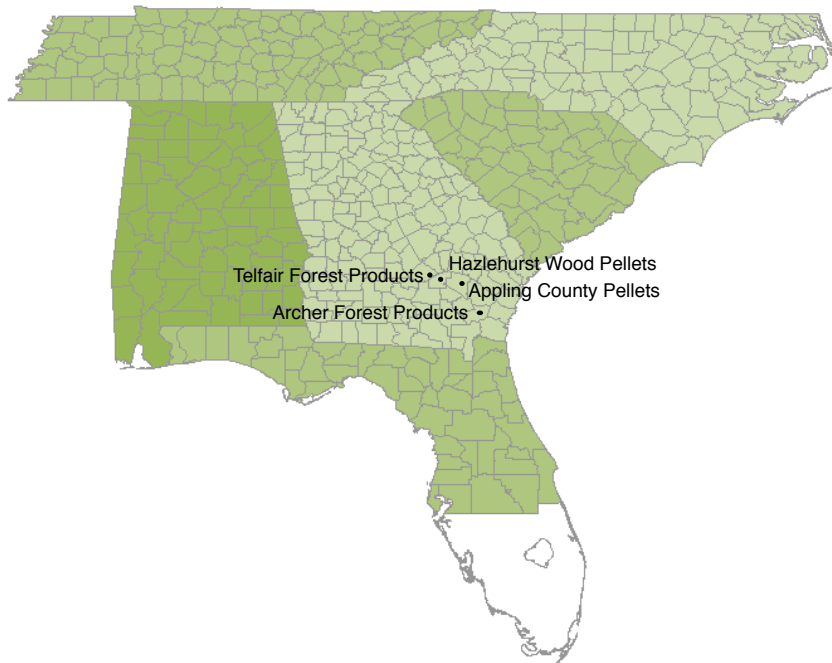 Hazlehurst Wood Pellets
Telfair Forest Products
Appling County Pellets
Archer Forest Products